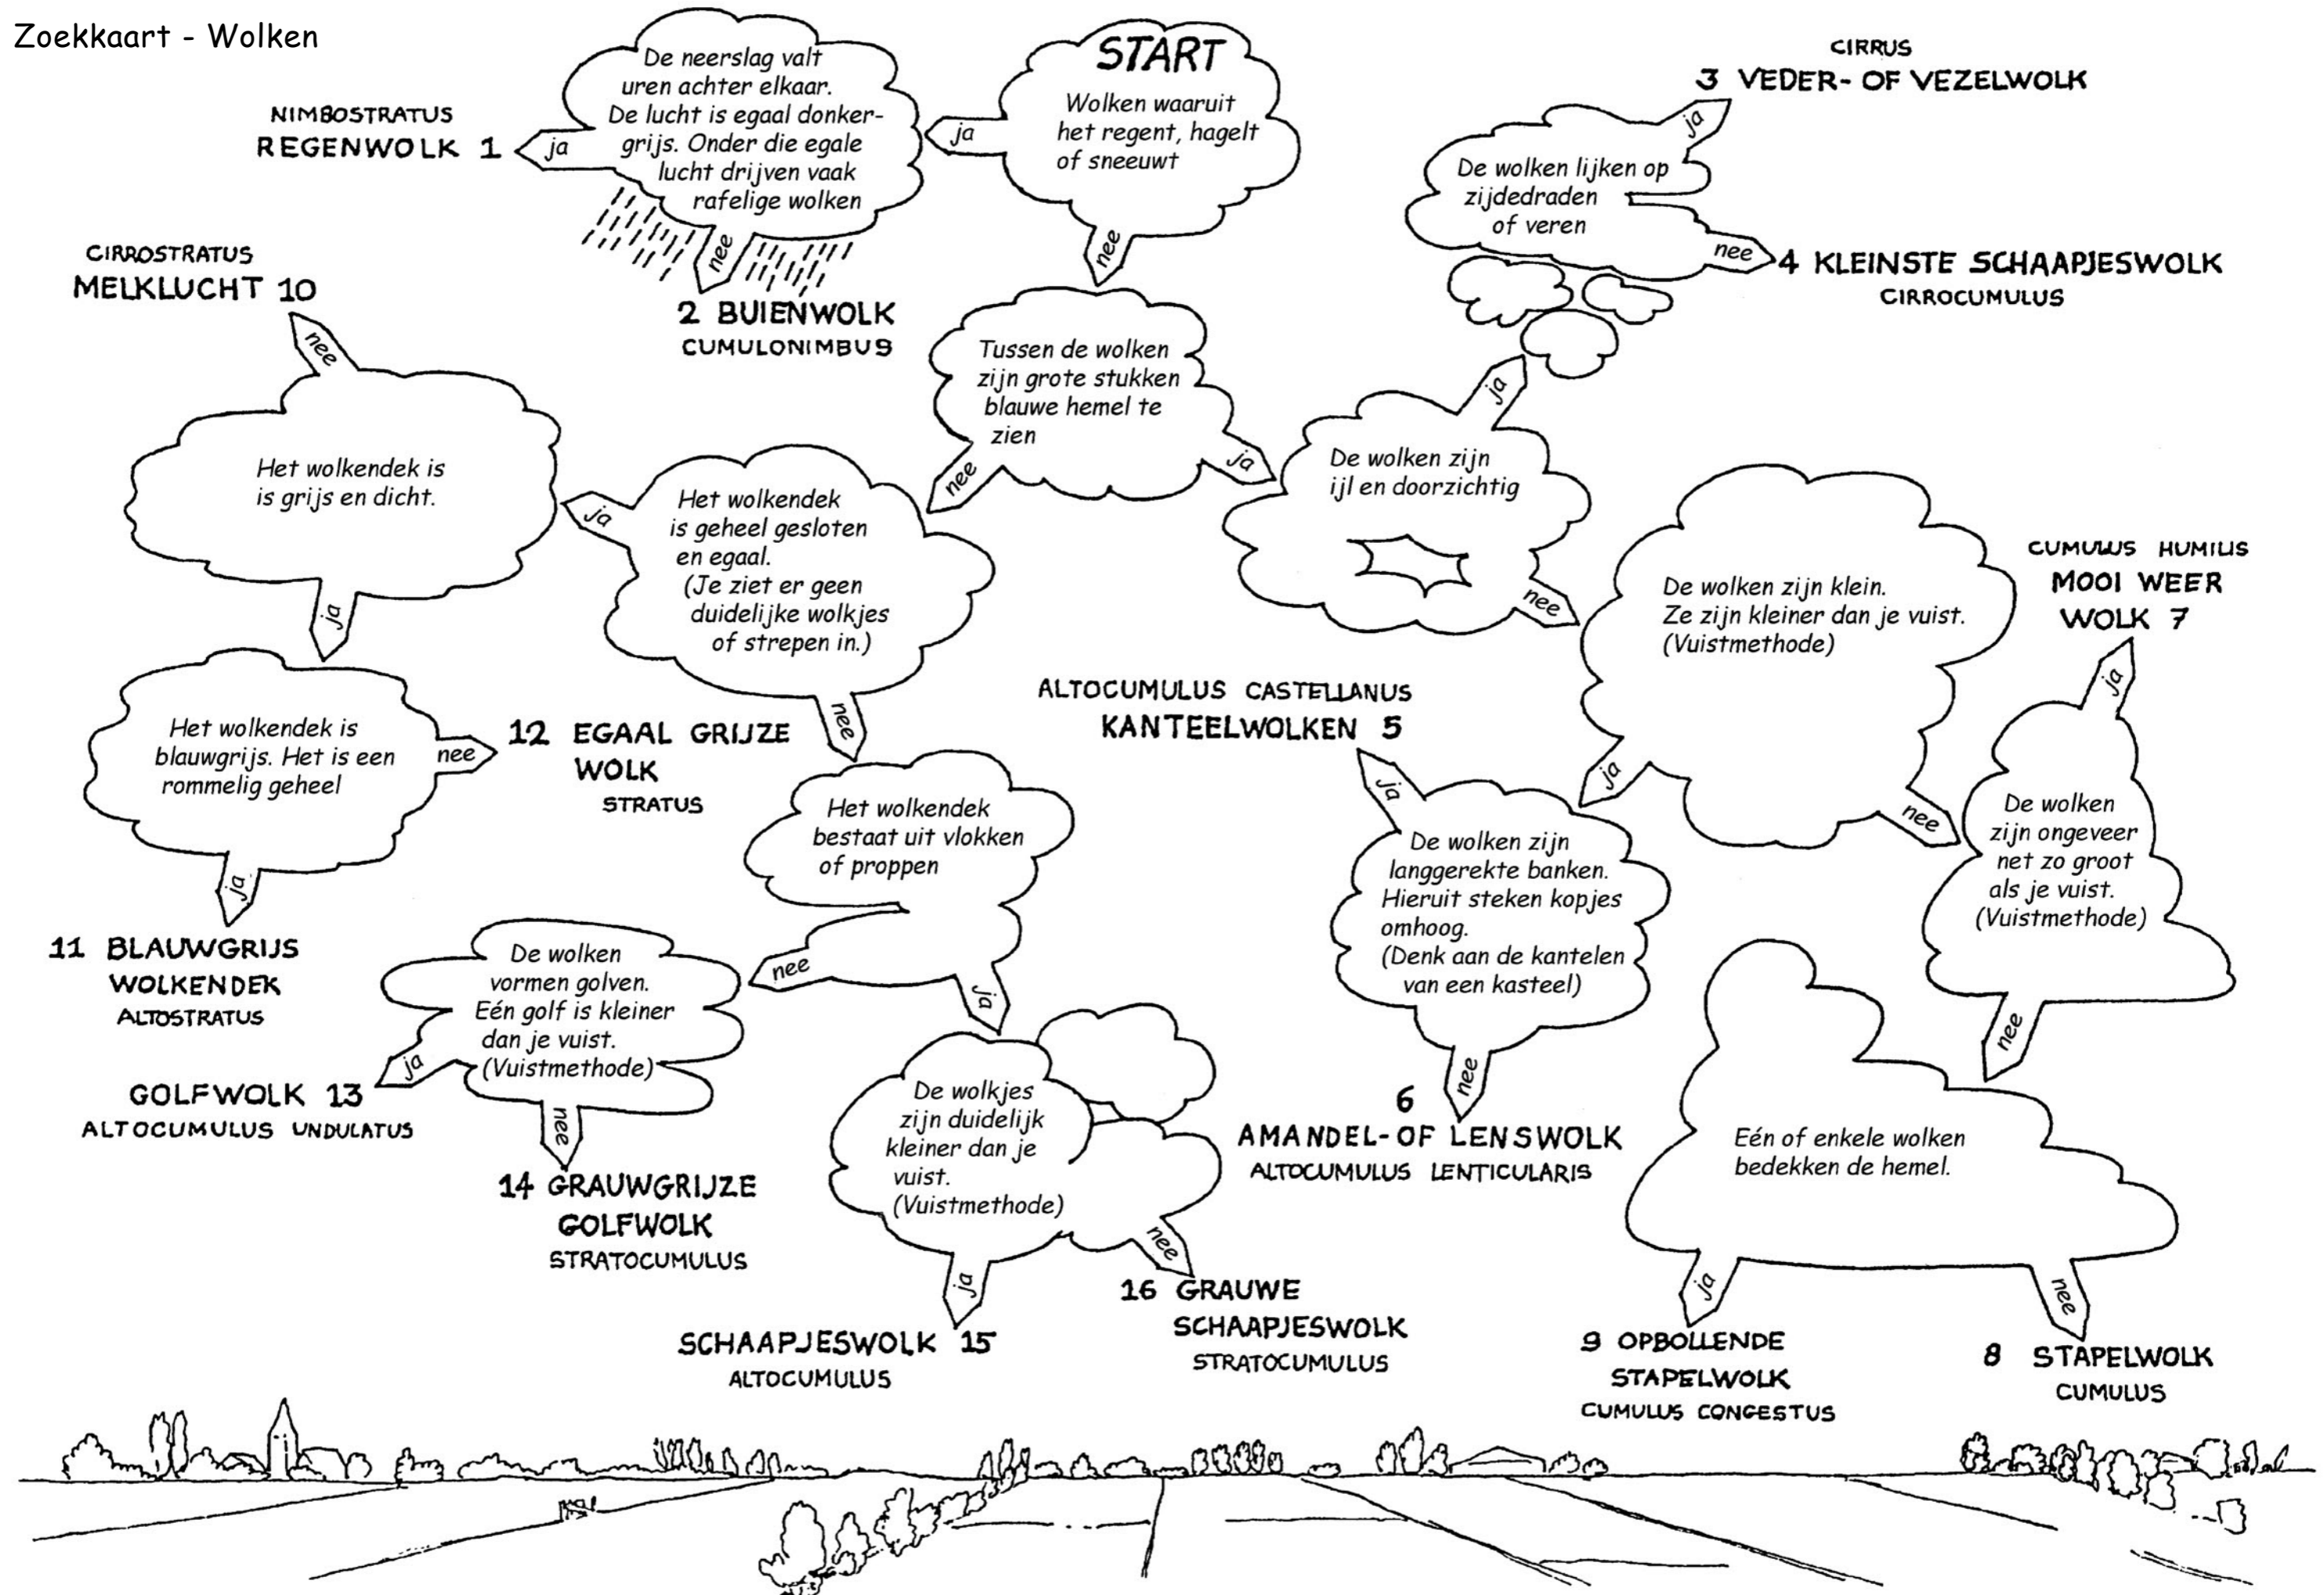 Zoekkaart - Wolken
START
Wolken waaruit
het regent, hagelt
of sneeuwt
ja
nee
De neerslag valt
uren achter elkaar.
De lucht is egaal donker-
grijs. Onder die egale
lucht drijven vaak
rafelige wolken
ja
nee
NIMBOSTRATUS
REGENWOLK 1
2 BUIENWOLK
CUMULONIMBUS
Tussen de wolken
zijn grote stukken
blauwe hemel te
zien
nee
ja
De wolken zijn
ijl en doorzichtig
ja
nee
De wolken lijken op
zijdedraden
of veren
ja
nee
CIRRUS
3 VEDER- OF VEZELWOLK
4 KLEINSTE SCHAAPJESWOLK
CIRROCUMULUS
De wolken zijn klein.
Ze zijn kleiner dan je vuist.
(Vuistmethode)
ja
nee
ALTOCUMULUS CASTELLANUS
KANTEELWOLKEN 5
ja
De wolken zijn
langgerekte banken.
Hieruit steken kopjes
omhoog.
(Denk aan de kantelen
van een kasteel)
nee
6
AMANDEL- OF LENSWOLK
ALTOCUMULUS LENTICULARIS
CUMULUS HUMILIS
MOOI WEER
WOLK 7
ja
De wolken
zijn ongeveer
net zo groot
als je vuist.
(Vuistmethode)
nee
Eén of enkele wolken
bedekken de hemel.
ja
nee
9 OPBOLLENDE
STAPELWOLK
CUMULUS CONGESTUS
8 STAPELWOLK
CUMULUS
Het wolkendek
is geheel gesloten
en egaal.
(Je ziet er geen
duidelijke wolkjes
of strepen in.)
ja
nee
CIRROSTRATUS
MELKLUCHT 10
nee
Het wolkendek is
is grijs en dicht.
ja
Het wolkendek is
blauwgrijs. Het is een
rommelig geheel
nee
ja
12 EGAAL GRIJZE
WOLK
STRATUS
11 BLAUWGRIJS
WOLKENDEK
ALTOSTRATUS
Het wolkendek
bestaat uit vlokken
of proppen
nee
ja
De wolken
vormen golven.
Eén golf is kleiner
dan je vuist.
(Vuistmethode)
ja
nee
GOLFWOLK 13
ALTOCUMULUS UNDULATUS
14 GRAUWGRIJZE
GOLFWOLK
STRATOCUMULUS
De wolkjes
zijn duidelijk
kleiner dan je
vuist.
(Vuistmethode)
ja
nee
SCHAAPJESWOLK 15
ALTOCUMULUS
16 GRAUWE
SCHAAPJESWOLK
STRATOCUMULUS